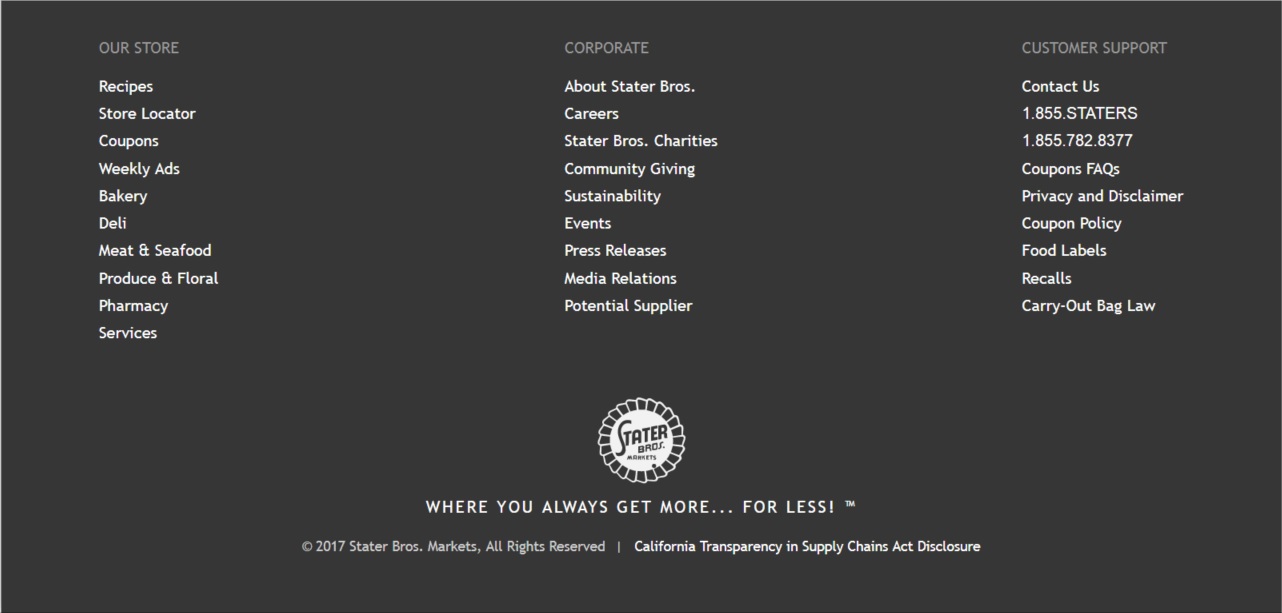 OUR STORE
Recipes
Store Locator
Coupons
Weekly Ads
Bakery
Deli
Meat & Seafood
Produce & Floral
Pharmacy
Services
CORPORATE
About Stater Bros.
Careers
Stater Bros. Charities
Community Giving
Sustainability
Events
Press Releases
Media Relations
Potential Supplier
CUSTOMER SUPPORT
Contact Us
1.855.STATERS
1.855.782.8377
Coupons FAQs
Privacy and Disclaimer
Coupon Policy
Food Labels
Recalls
Carry-Out Bag Law
STATER
BROS.
MARKETS
WHERE YOU ALWAYS GET MORE... FOR LESS! ™
© 2017 Stater Bros. Markets, All Rights Reserved | California Transparency in Supply Chains Act Disclosure